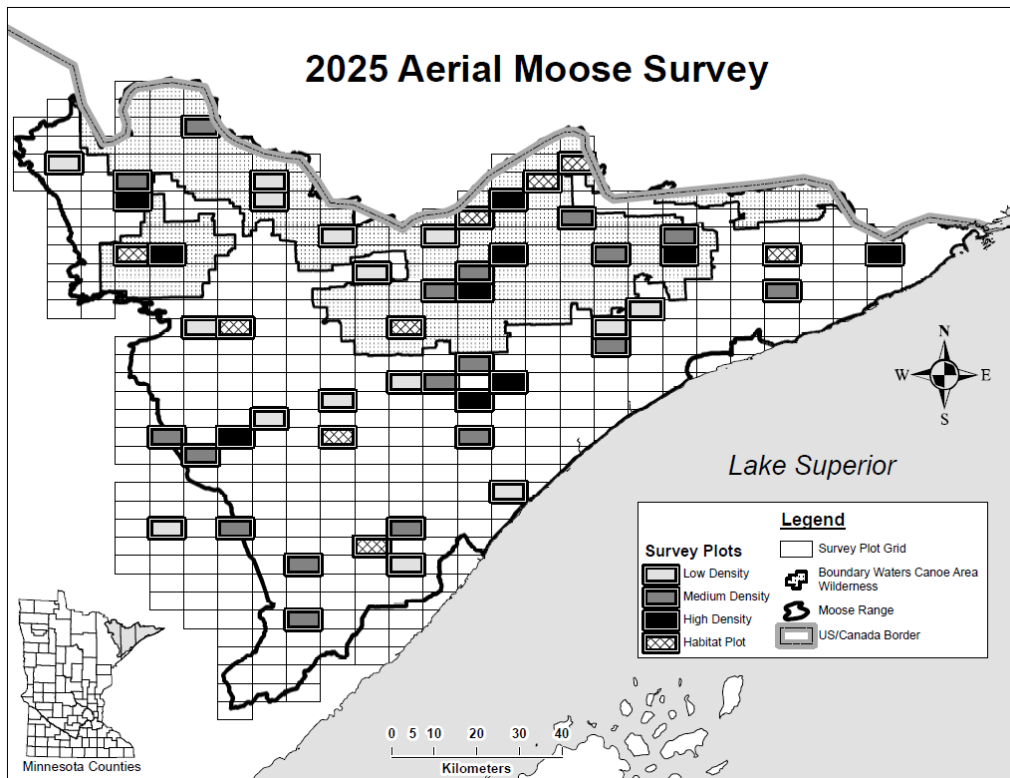 2025 Aerial Moose Survey
N
W
E
S
Lake Superior
Legend
Survey Plots
Low Density
Medium Density
High Density
Habitat Plot
Survey Plot Grid
Boundary Waters Canoe Area
Wilderness
Moose Range
US/Canada Border
0 5 10 20 30 40
Kilometers
Minnesota Counties